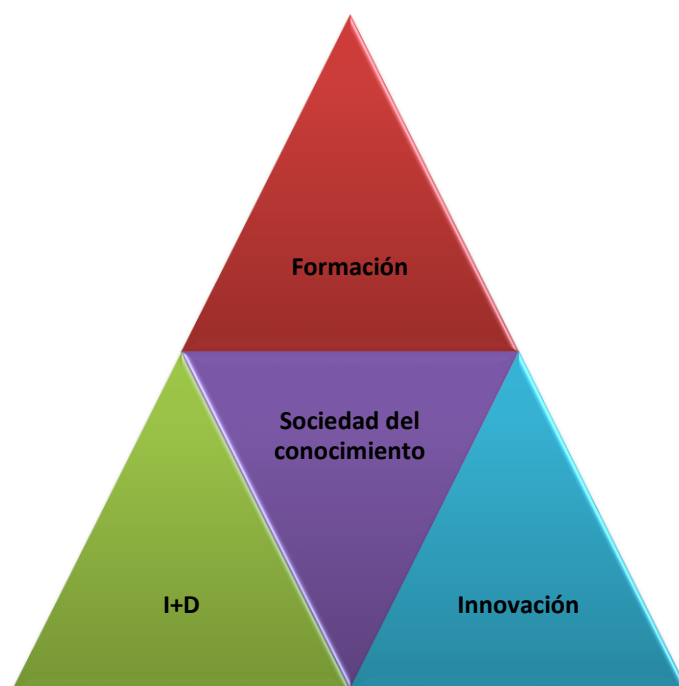 Formación
Sociedad del
conocimiento
I+D
Innovación